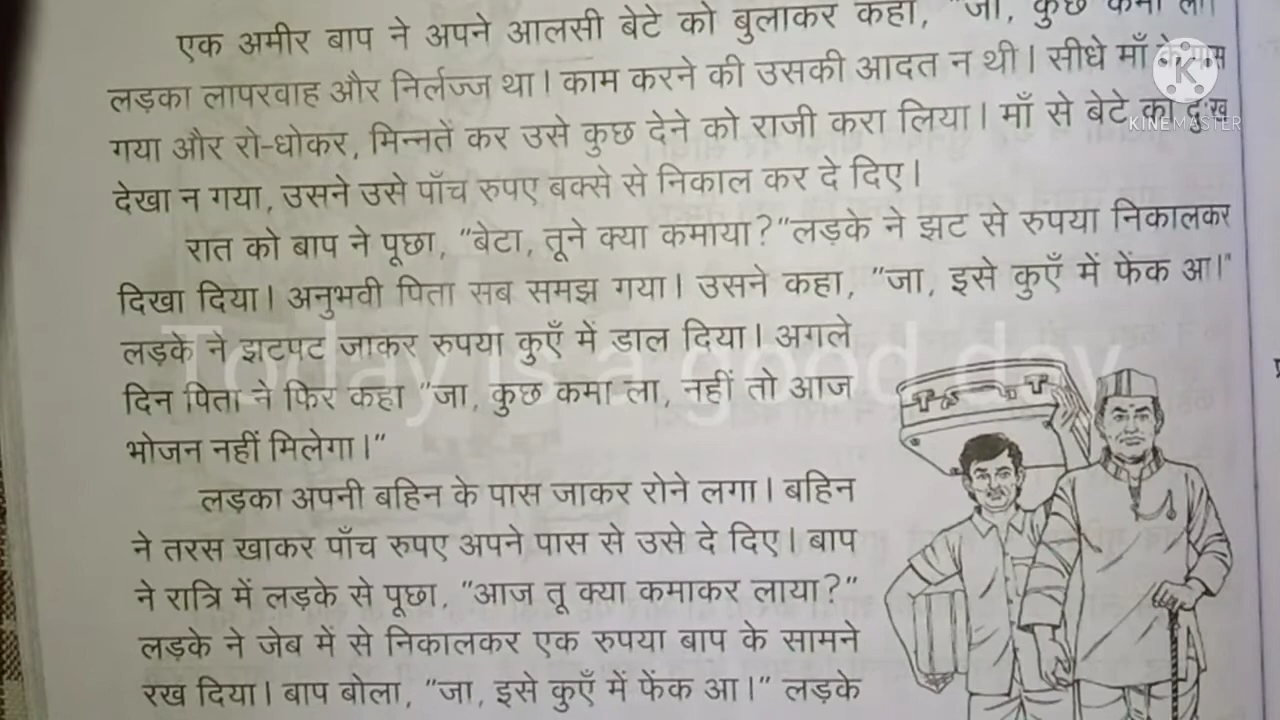 एक अमीर बाप ने अपने आलसी बेटे को बुलाकर कहा, "जा, कुछ कमा ला।
लड़का लापरवाह और निर्लज्ज था। काम करने की उसकी आदत न थी। सीधे माँ के पास
गया और रो-धोकर, मिन्नतें कर उसे कुछ देने को राजी करा लिया। माँ से बेटे का दुःख
देखा न गया, उसने उसे पाँच रुपए बक्से से निकाल कर दे दिए।
रात को बाप ने पूछा, "बेटा, तूने क्या कमाया?" लड़के ने झट से रुपया निकालकर
दिखा दिया। अनुभवी पिता सब समझ गया। उसने कहा, "जा, इसे कुएँ में फेंक आ।"
लड़के ने झटपट जाकर रुपया कुएँ में डाल दिया। अगले
दिन पिता ने फिर कहा "जा, कुछ कमा ला, नहीं तो आज
भोजन नहीं मिलेगा।"
लड़का अपनी बहिन के पास जाकर रोने लगा। बहिन
ने तरस खाकर पाँच रुपए अपने पास से उसे दे दिए। बाप
ने रात्रि में लड़के से पूछा, "आज तू क्या कमाकर लाया?"
लड़के ने जेब में से निकालकर एक रुपया बाप के सामने
रख दिया। बाप बोला, "जा, इसे कुएँ में फेंक आ।" लड़के
K
KINEMASTER
Today is a good day